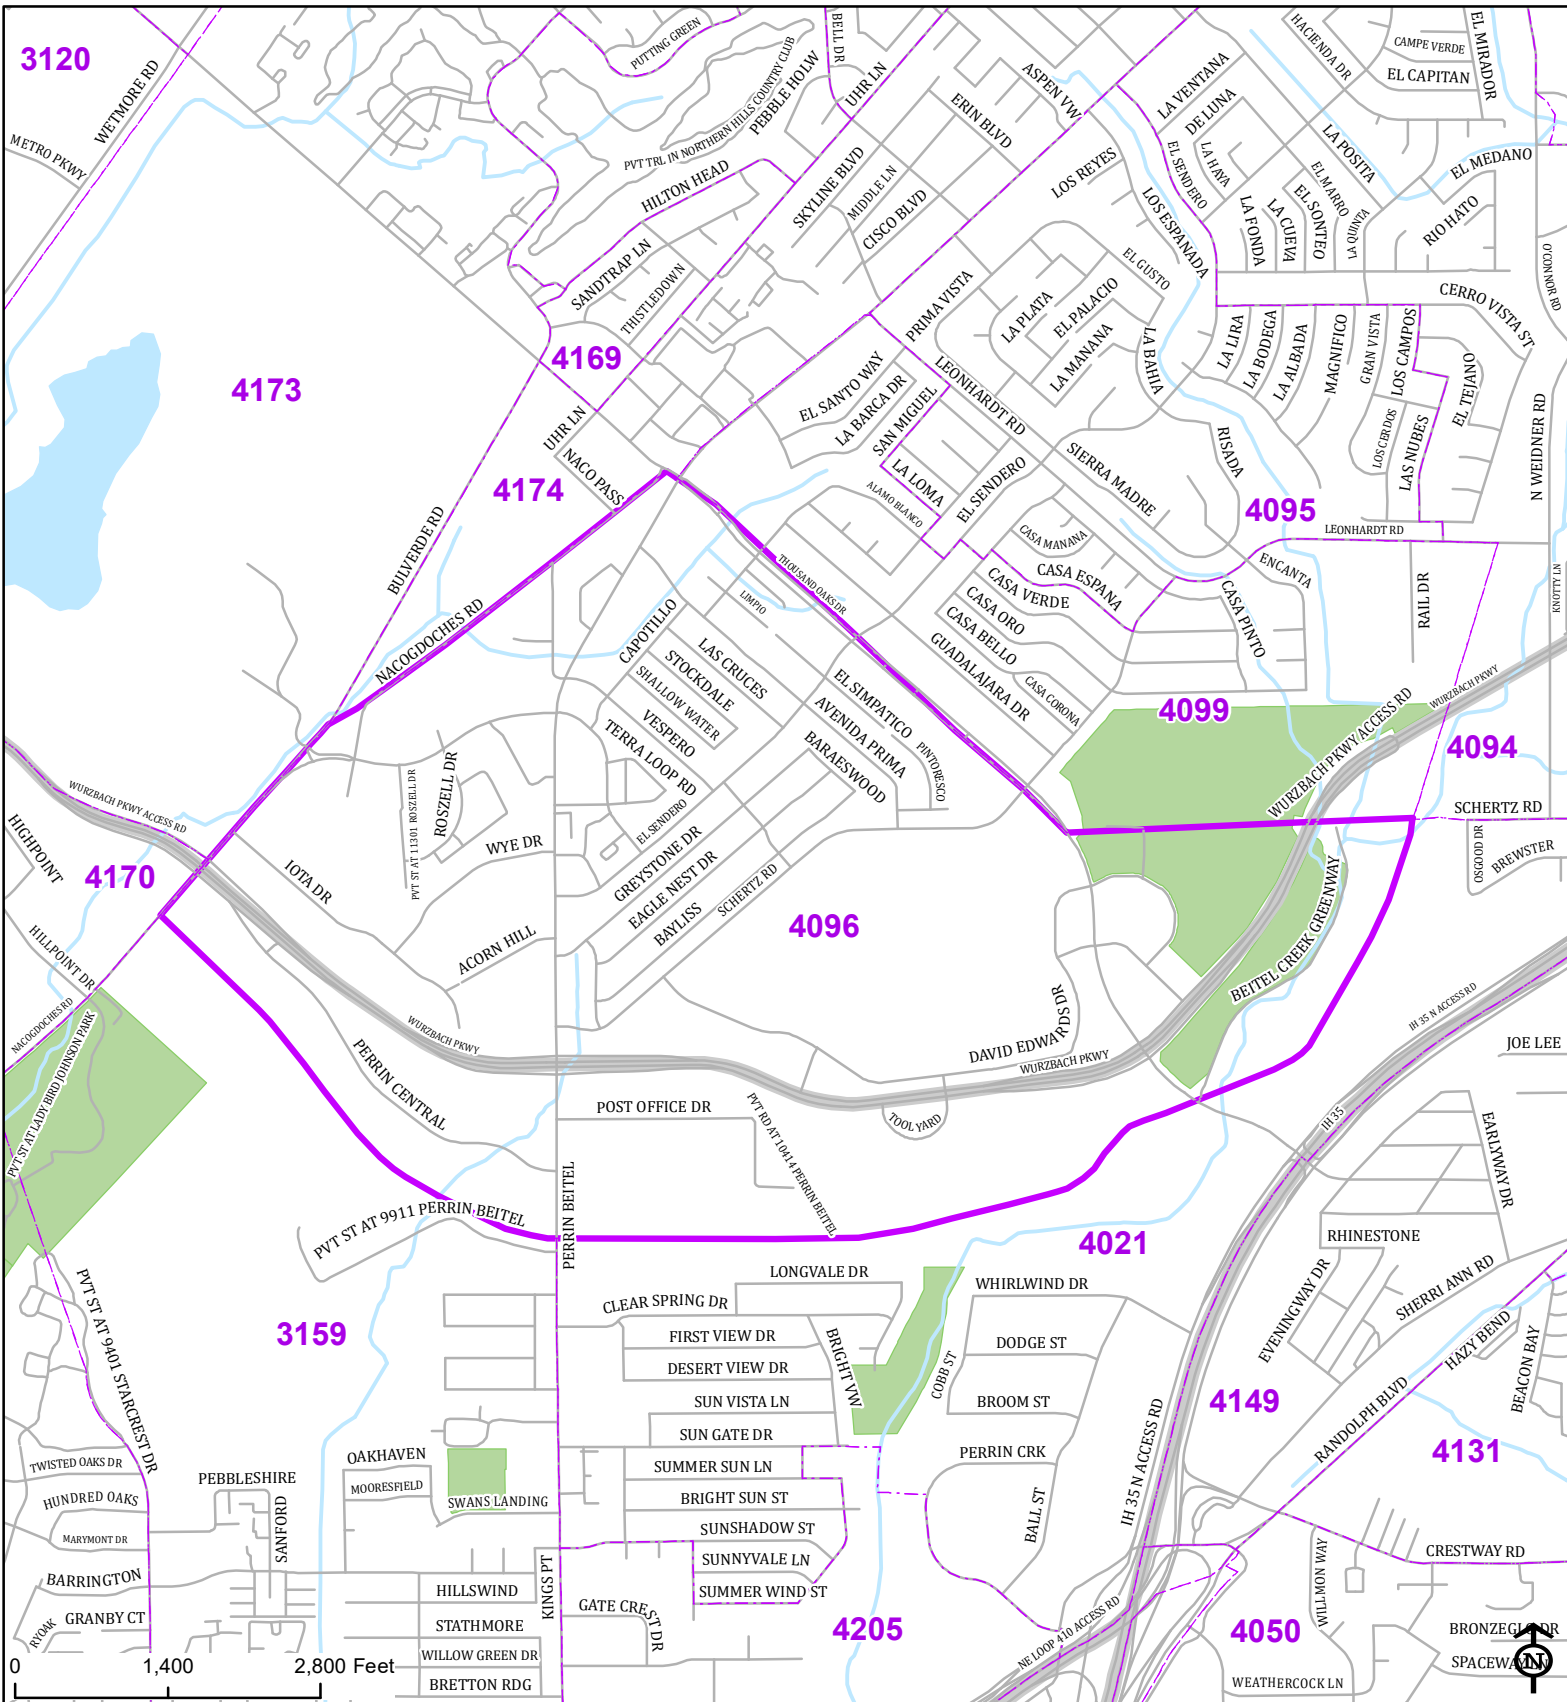 3120
WETMORE RD
METRO PKWY
PUTTING GREEN
PVT TRL IN NORTHERN HILLS COUNTRY CLUB
PEBBLE HOLW
BELL DR
UHR LN
HILTON HEAD
SKYLINE BLVD
MIDDLE LN
CISCO BLVD
ERIN BLVD
ASPEN VW
LOS REYES
LA VENTANA
DE LUNA
EL SENDERO
LA HAYA
HACIENDA DR
CAMPE VERDE
EL CAPITAN
EL MIRADOR
LA POSITA
EL MEDANO
EL MARRO
EL SONTEO
LA CUEVA
LA FONDA
LA QUINTA
RIO HATO
O'CONNOR RD
LOS ESPANADA
EL GUSTO
SANDTRAP LN
THISTLEDOWN
4169
4173
PRIMA VISTA
LA PLATA
EL PALACIO
LA MANANA
LA BAHIA
CERRO VISTA ST
LA LIRA
LA BODEGA
LA ALBADA
MAGNIFICO
GRAN VISTA
LOS CAMPOS
EL TEJANO
LOS CERDOS
LAS NUBES
N WEIDNER RD
EL SANTO WAY
LA BARCA DR
SAN MIGUEL
LEONHARDT RD
LA LOMA
ALAMO BLANCO
EL SENDERO
SIERRA MADRE
RISADA
4095
LEONHARDT RD
UHR LN
NACO PASS
4174
BULVERDE RD
NACOGDOCHES RD
THOUSAND OAKS DR
LIMPIO
CASA MANANA
CASA ESPANA
CASA VERDE
CASA ORO
CASA BELLO
GUADALAJARA DR
CASA CORONA
CASA PINTO
ENCANTA
RAIL DR
KNOTTY LN
CAPOTILLO
LAS CRUCES
STOCKDALE
SHALLOW WATER
VESPERO
TERRA LOOP RD
EL SIMPATICO
AVENIDA PRIMA
BARAESWOOD
PINTORESCO
4099
WURZBACH PKWY ACCESS RD
WURZBACH PKWY
4094
SCHERTZ RD
OSGOOD DR
BREWSTER
WURZBACH PKWY ACCESS RD
HIGHPOINT
4170
PVT ST AT 11301 ROSZELL DR
ROSZELL DR
WYE DR
IOTA DR
EL SENDERO
GREYSTONE DR
EAGLE NEST DR
BAYLISS
SCHERTZ RD
4096
ACORN HILL
HILLPOINT DR
NACOGDOCHES RD
PVT ST AT LADY BIRD JOHNSON PARK
WURZBACH PKWY
PERRIN CENTRAL
DAVID EDWARDS DR
WURZBACH PKWY
BEITEL CREEK GREENWAY
IH 35 N ACCESS RD
IH 35
JOE LEE
POST OFFICE DR
PVT RD AT 10414 PERRIN BEITEL
TOOL YARD
EARLYWAY DR
PERRIN BEITEL
PVT ST AT 9911 PERRIN BEITEL
4021
RHINESTONE
SHERRI ANN RD
EVENINGWAY DR
LONGVALE DR
WHIRLWIND DR
CLEAR SPRING DR
FIRST VIEW DR
DESERT VIEW DR
BRIGHT VW
DODGE ST
COBB ST
HAZY BEND
BEACON BAY
3159
PVT ST AT 9401 STARCREST DR
SUN VISTA LN
BROOM ST
4149
RANDOLPH BLVD
4131
SUN GATE DR
PERRIN CRK
IH 35 N ACCESS RD
OAKHAVEN
SUMMER SUN LN
TWISTED OAKS DR
PEBBLESHIRE
MOORESFIELD
BRIGHT SUN ST
HUNDRED OAKS
SWANS LANDING
BALL ST
SANFORD
SUNSHADOW ST
MARYMONT DR
SUNNYVALE LN
WILLMON WAY
CRESTWAY RD
BARRINGTON
HILLSWIND
KINGS PT
SUMMER WIND ST
GRANBY CT
RYOAK
STATHMORE
GATE CREST DR
4205
NE LOOP 410 ACCESS RD
4050
BRONZEGLO DR
WILLOW GREEN DR
SPACEWAY LN
BRETTON RDG
WEATHERCOCK LN
0 1,400 2,800 Feet
N